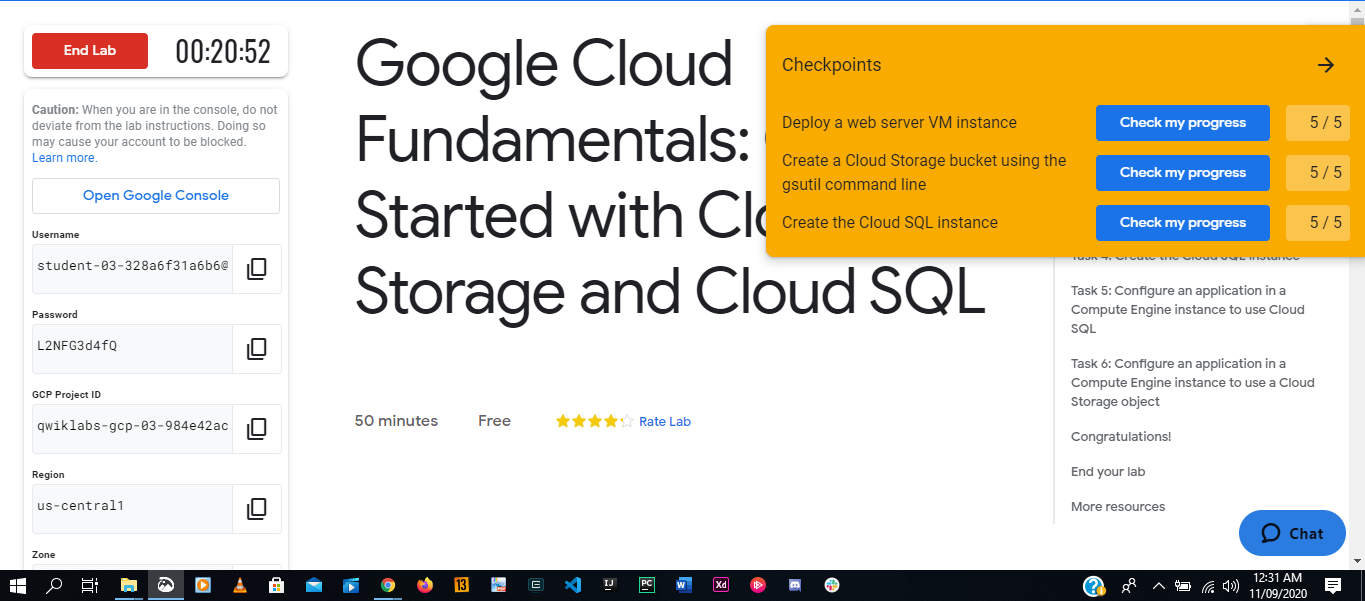 End Lab
00:20:52
Caution: When you are in the console, do not
deviate from the lab instructions. Doing so
may cause your account to be blocked.
Learn more.
Open Google Console
Username
student-03-328a6f31a6b6@
Password
L2NFG3d4fQ
GCP Project ID
qwiklabs-gcp-03-984e42ac
Region
us-central1
Zone
Google Cloud
Fundamentals:
Started with Clo
Storage and Cloud SQL
50 minutes
Free
Rate Lab
Checkpoints
Deploy a web server VM instance
Check my progress
5 / 5
Create a Cloud Storage bucket using the
gsutil command line
Check my progress
5 / 5
Create the Cloud SQL instance
Check my progress
5 / 5
Task 4: Create the Cloud SQL instance
Task 5: Configure an application in a
Compute Engine instance to use Cloud
SQL
Task 6: Configure an application in a
Compute Engine instance to use a Cloud
Storage object
Congratulations!
End your lab
More resources
Chat
13
IJ
PC
W
Xd
12:31 AM
11/09/2020